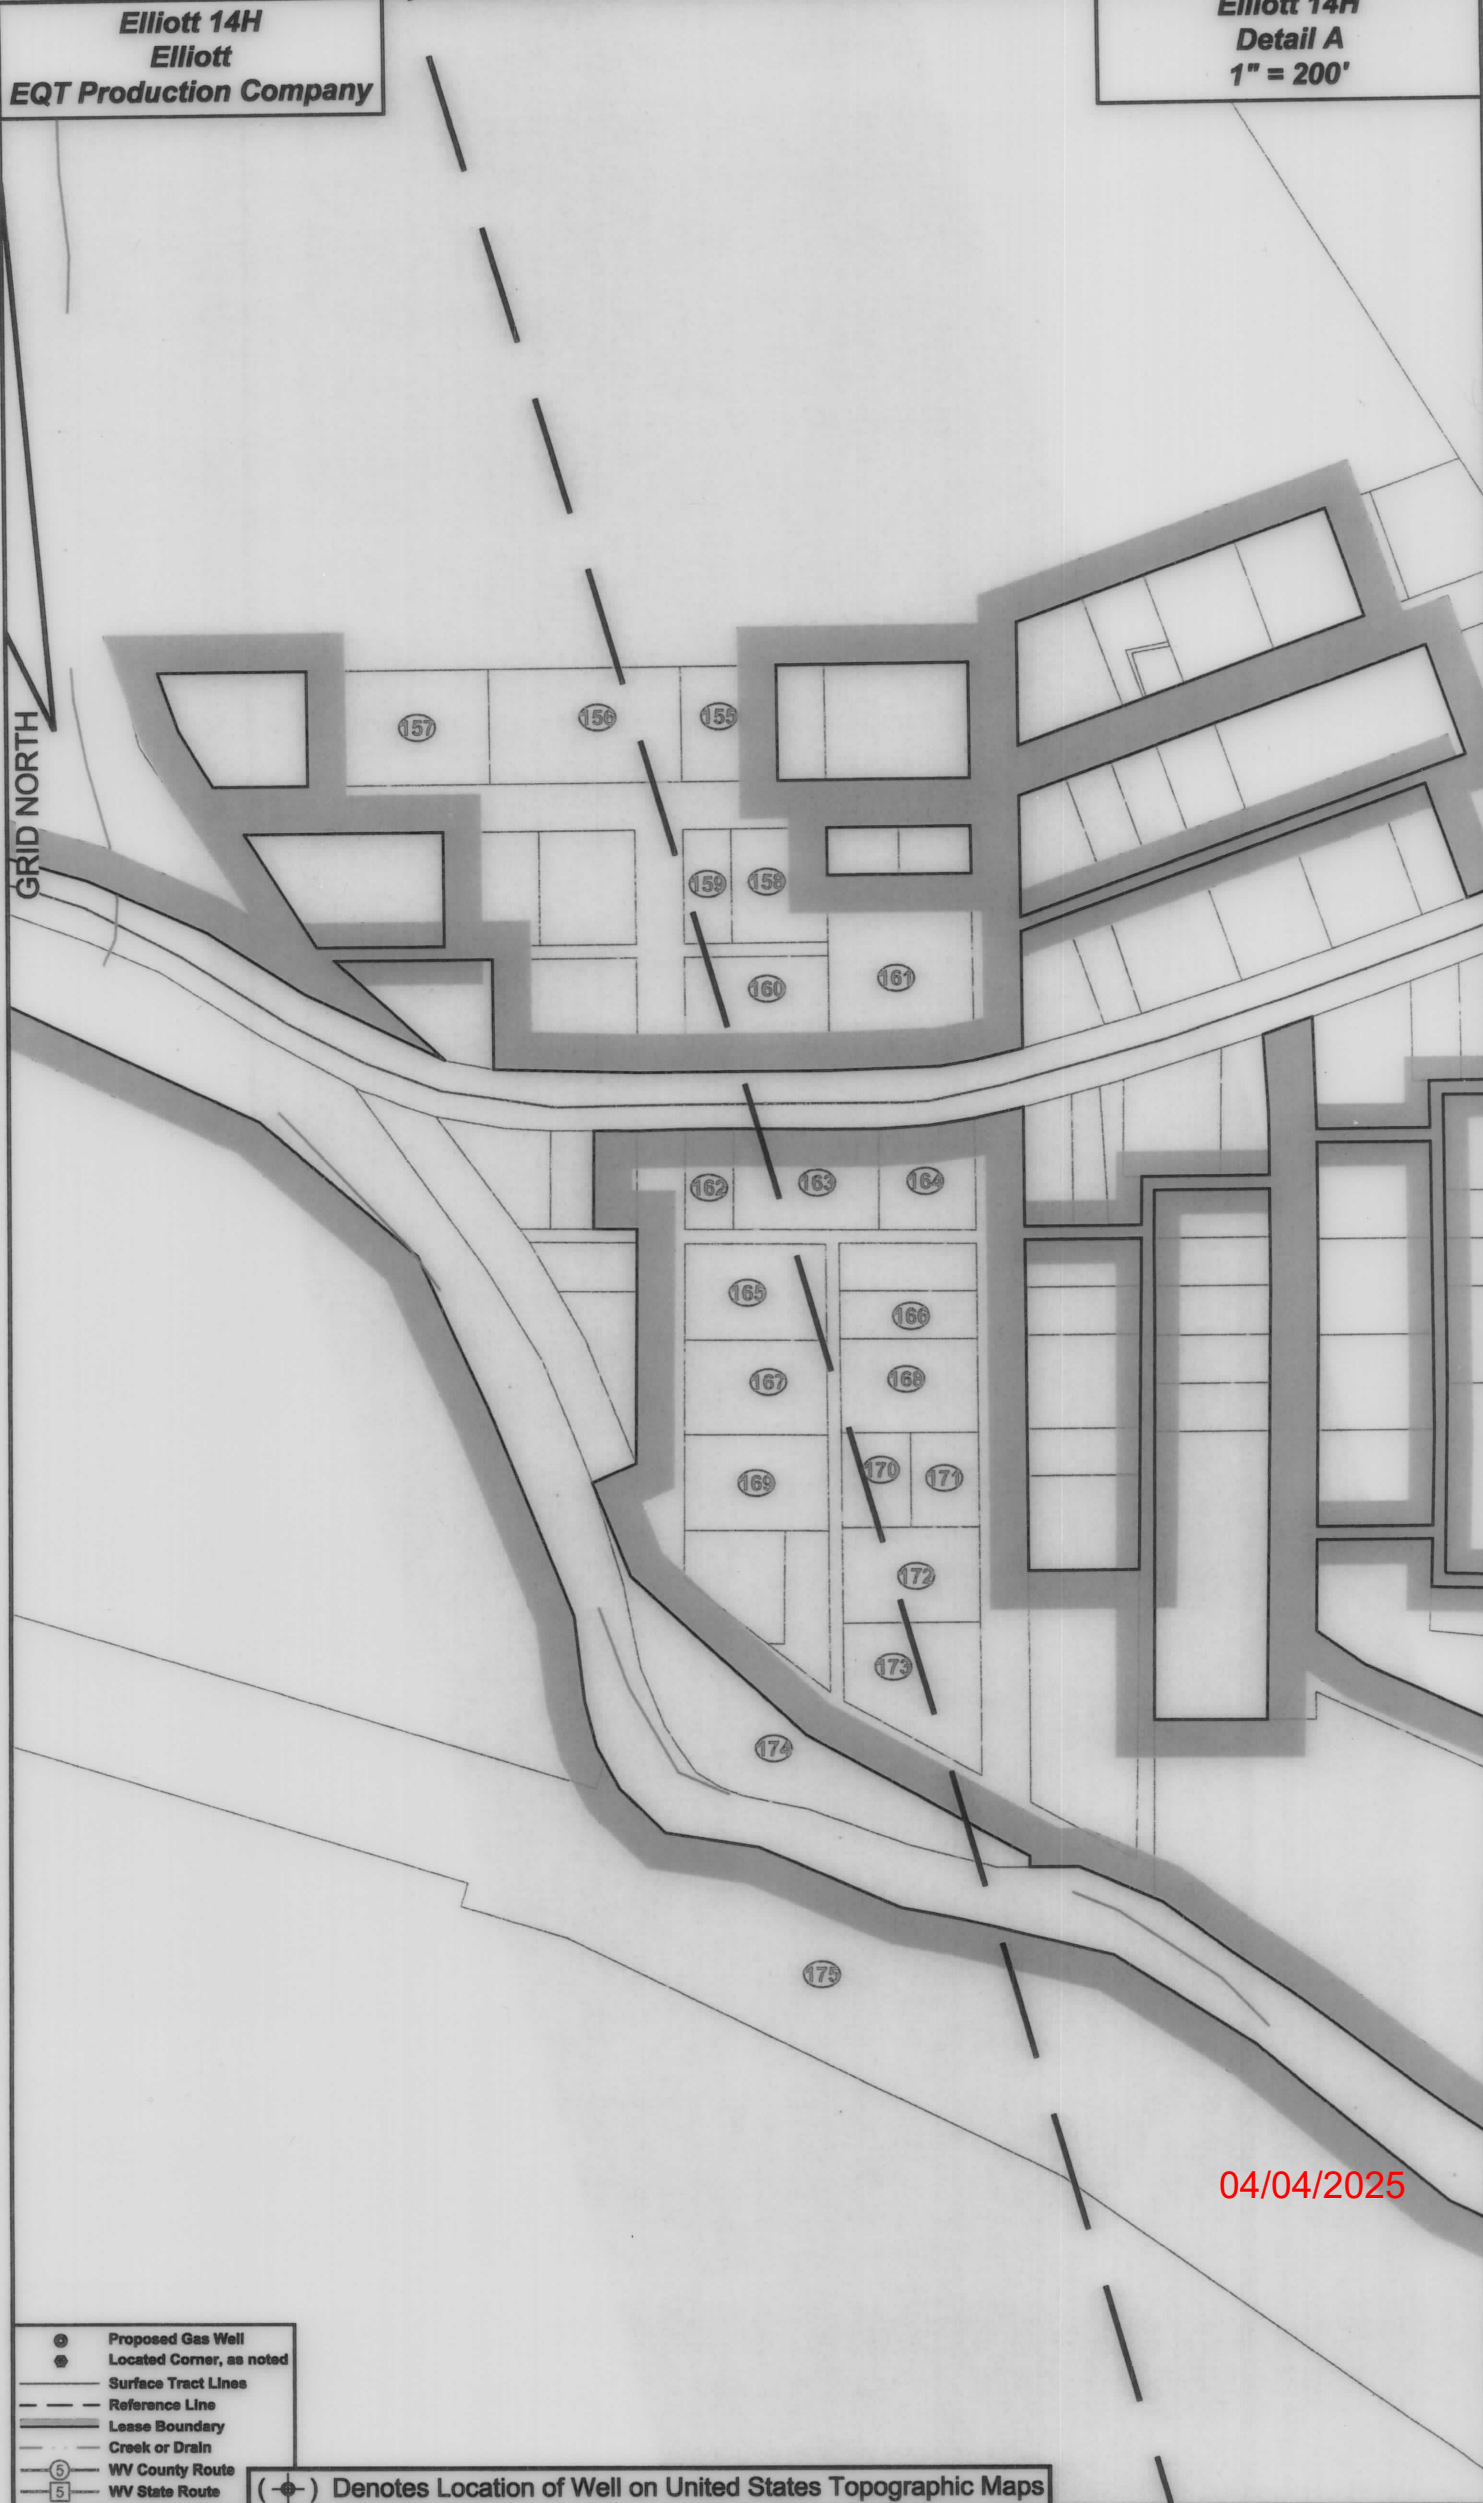 Elliott 14H
Elliott
EQT Production Company
Elliott 14H
Detail A
1" = 200'
GRID NORTH
157
156
155
159
158
160
161
162
163
164
165
166
167
168
169
170
171
172
173
174
175
04/04/2025
Proposed Gas Well
Located Corner, as noted
Surface Tract Lines
Reference Line
Lease Boundary
Creek or Drain
5 WV County Route
5 WV State Route
( ) Denotes Location of Well on United States Topographic Maps